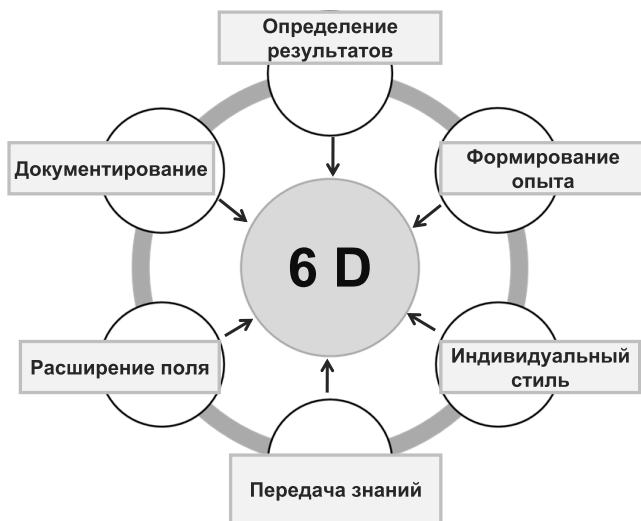 Определение
результатов
Документирование
Формирование
опыта
6 D
Расширение поля
Индивидуальный
стиль
Передача знаний